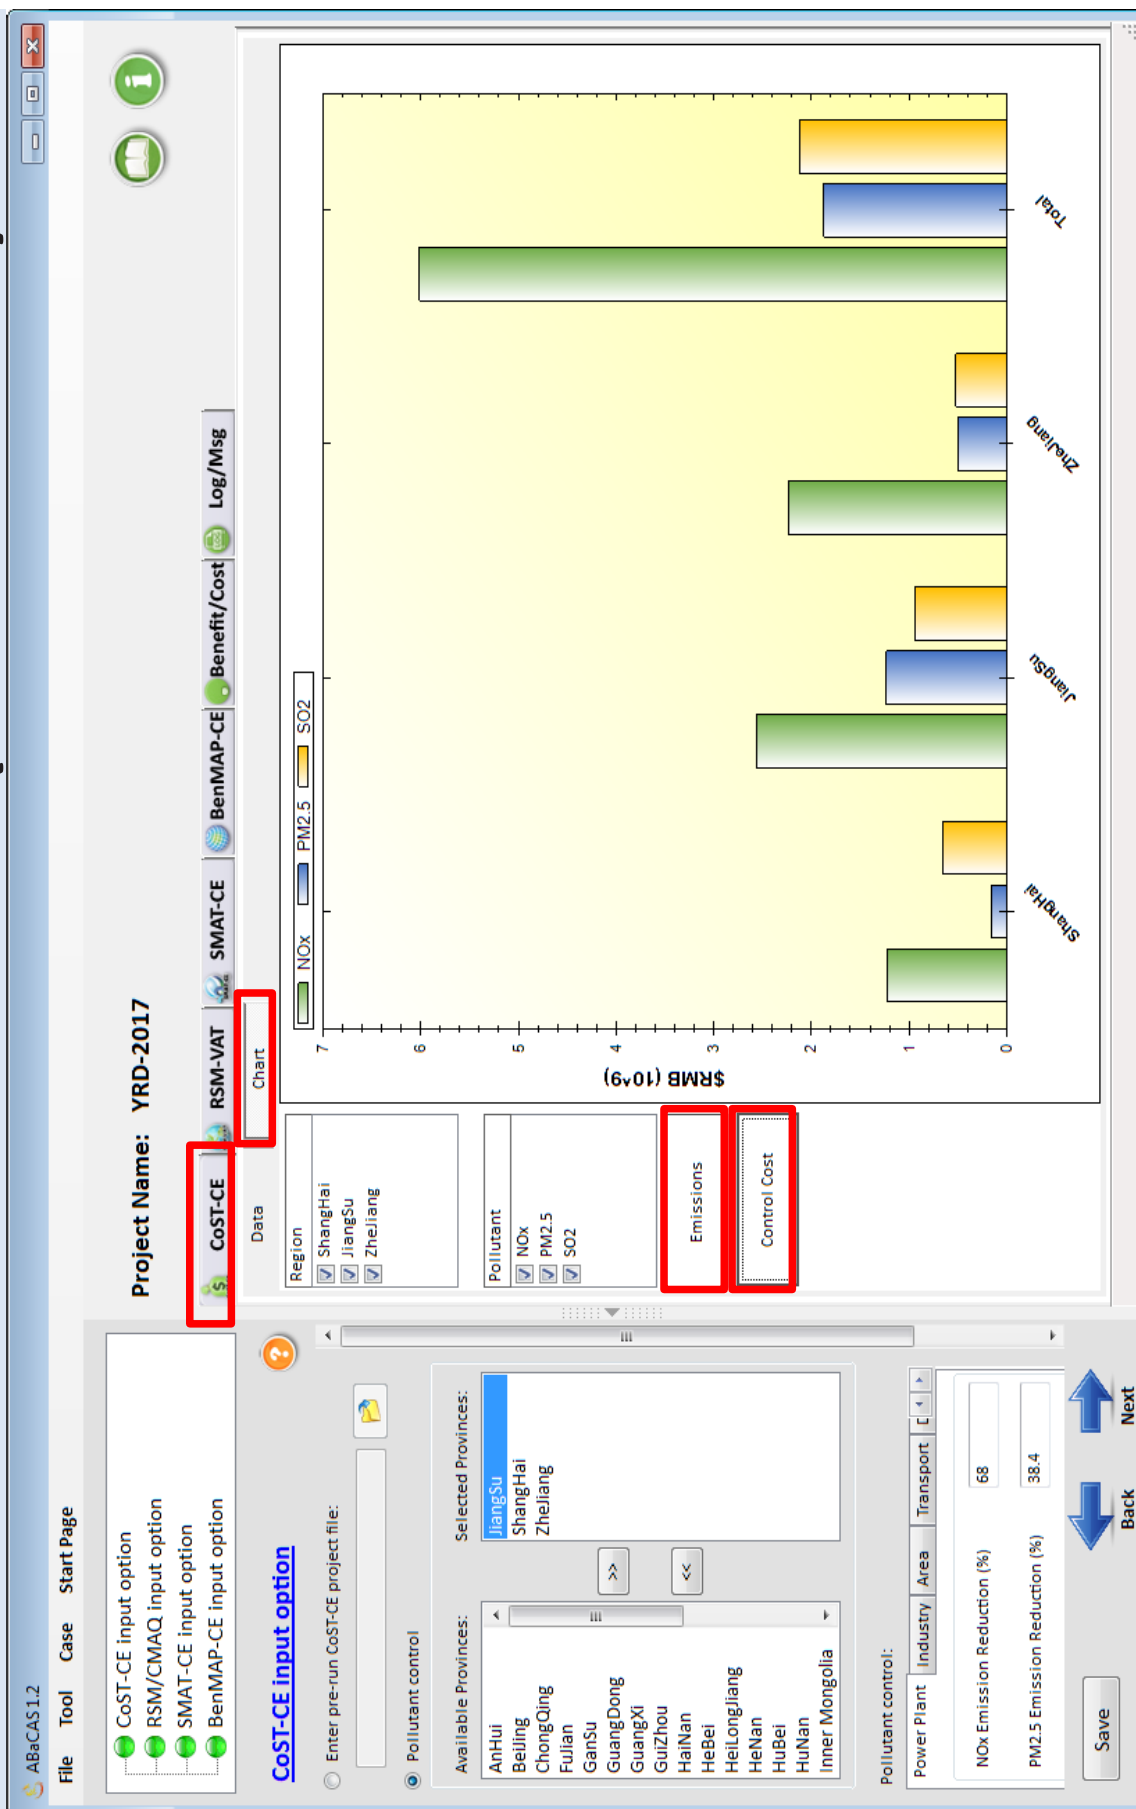 ABaCAS1.2
File Tool Case Start Page
CoST-CE input option
RSM/CMAQ input option
SMAT-CE input option
BenMAP-CE input option
CoST-CE input option
?
Enter pre-run CoST-CE project file:
Pollutant control
Available Provinces:
AnHui
BeiJing
ChongQing
FuJian
GanSu
GuangDong
GuangXi
GuiZhou
HaiNan
HeBei
HeiLongJiang
HeNan
HuBei
HuNan
Inner Mongolia
>>
<<
Selected Provinces:
JiangSu
ShangHai
ZheJiang
Pollutant control:
Power Plant Industry Area Transport
NOx Emission Reduction (%) 68
PM2.5 Emission Reduction (%) 38.4
Save
Back
Next
Project Name: YRD-2017
CoST-CE RSM-VAT SMAT-CE BenMAP-CE Benefit/Cost Log/Msg
Data Chart
Region
ShangHai
JiangSu
ZheJiang
Pollutant
NOx
PM2.5
SO2
Emissions
Control Cost
NOx PM2.5 SO2
$RMB (10^9)
7
6
5
4
3
2
1
0
ShangHai JiangSu ZheJiang Total